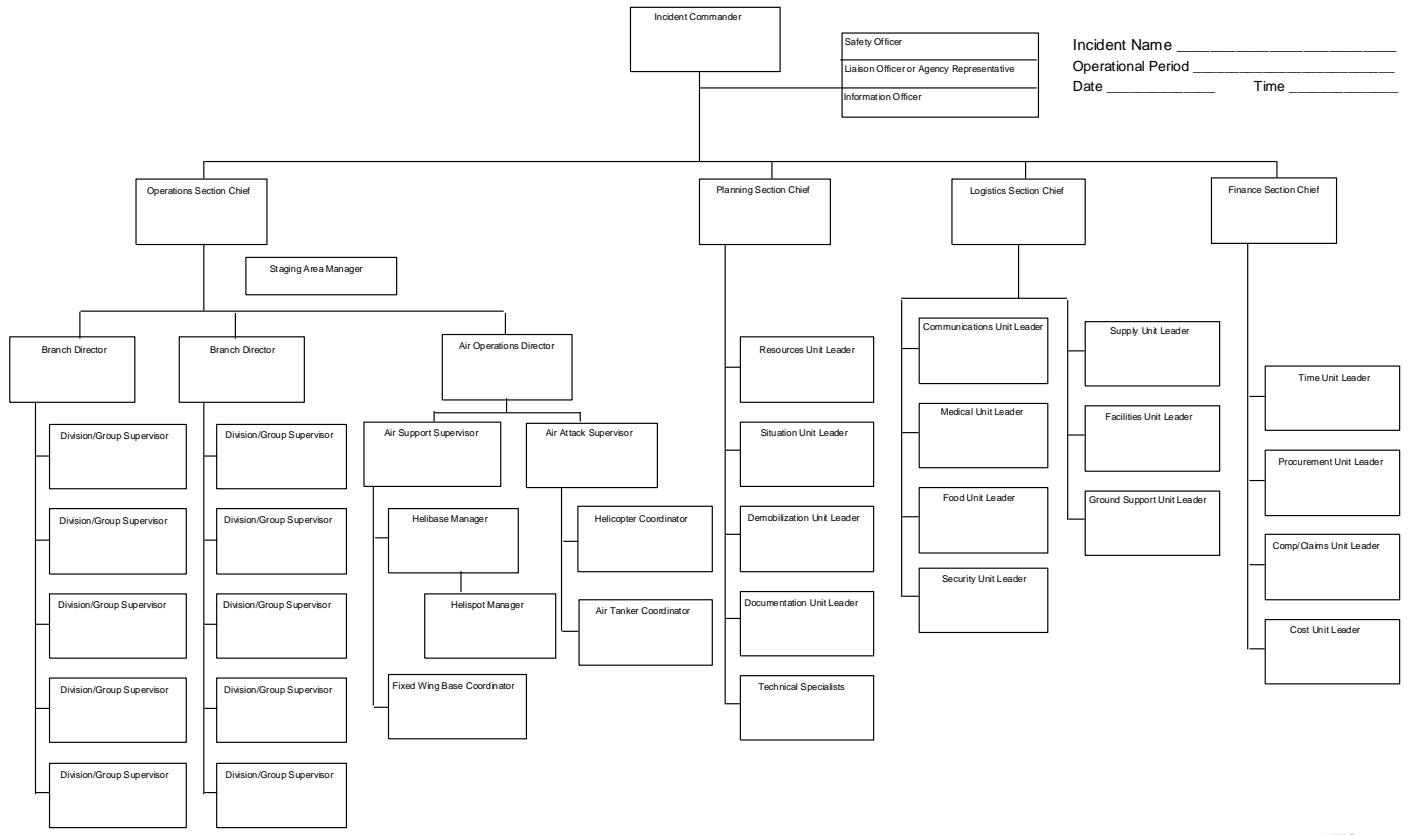 Incident Commander
Safety Officer
Liaison Officer or Agency Representative
Information Officer
Incident Name ____________________________
Operational Period __________________________
Date ______________ Time ______________
Operations Section Chief
Planning Section Chief
Logistics Section Chief
Finance Section Chief
Staging Area Manager
Branch Director
Branch Director
Air Operations Director
Division/Group Supervisor
Division/Group Supervisor
Division/Group Supervisor
Division/Group Supervisor
Division/Group Supervisor
Division/Group Supervisor
Division/Group Supervisor
Division/Group Supervisor
Division/Group Supervisor
Division/Group Supervisor
Air Support Supervisor
Air Attack Supervisor
Helibase Manager
Helispot Manager
Fixed Wing Base Coordinator
Helicopter Coordinator
Air Tanker Coordinator
Resources Unit Leader
Situation Unit Leader
Demobilization Unit Leader
Documentation Unit Leader
Technical Specialists
Communications Unit Leader
Medical Unit Leader
Food Unit Leader
Security Unit Leader
Supply Unit Leader
Facilities Unit Leader
Ground Support Unit Leader
Time Unit Leader
Procurement Unit Leader
Comp/Claims Unit Leader
Cost Unit Leader